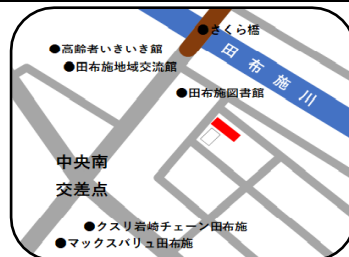 ●さくら橋
●高齢者いきいき館
●田布施地域交流館
田布施川
●田布施図書館
中央南
交差点
●クスリ岩崎チェーン田布施
●マックスバリュ田布施